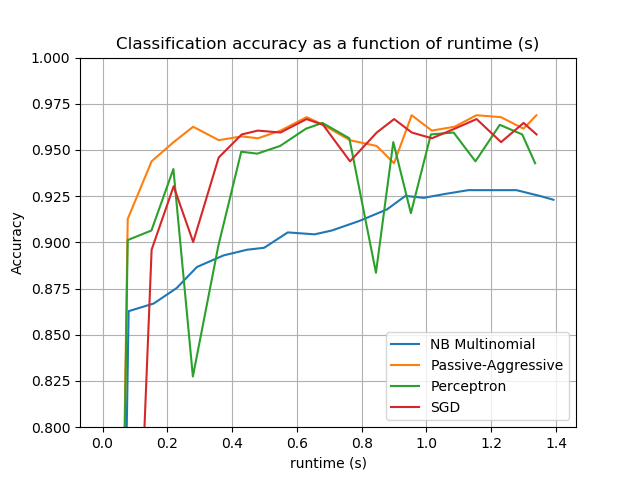 Classification accuracy as a function of runtime (s)
1.000
0.975
0.950
0.925
0.900
0.875
0.850
0.825
0.800
Accuracy
NB Multinomial
Passive-Aggressive
Perceptron
SGD
0.0 0.2 0.4 0.6 0.8 1.0 1.2 1.4
runtime (s)